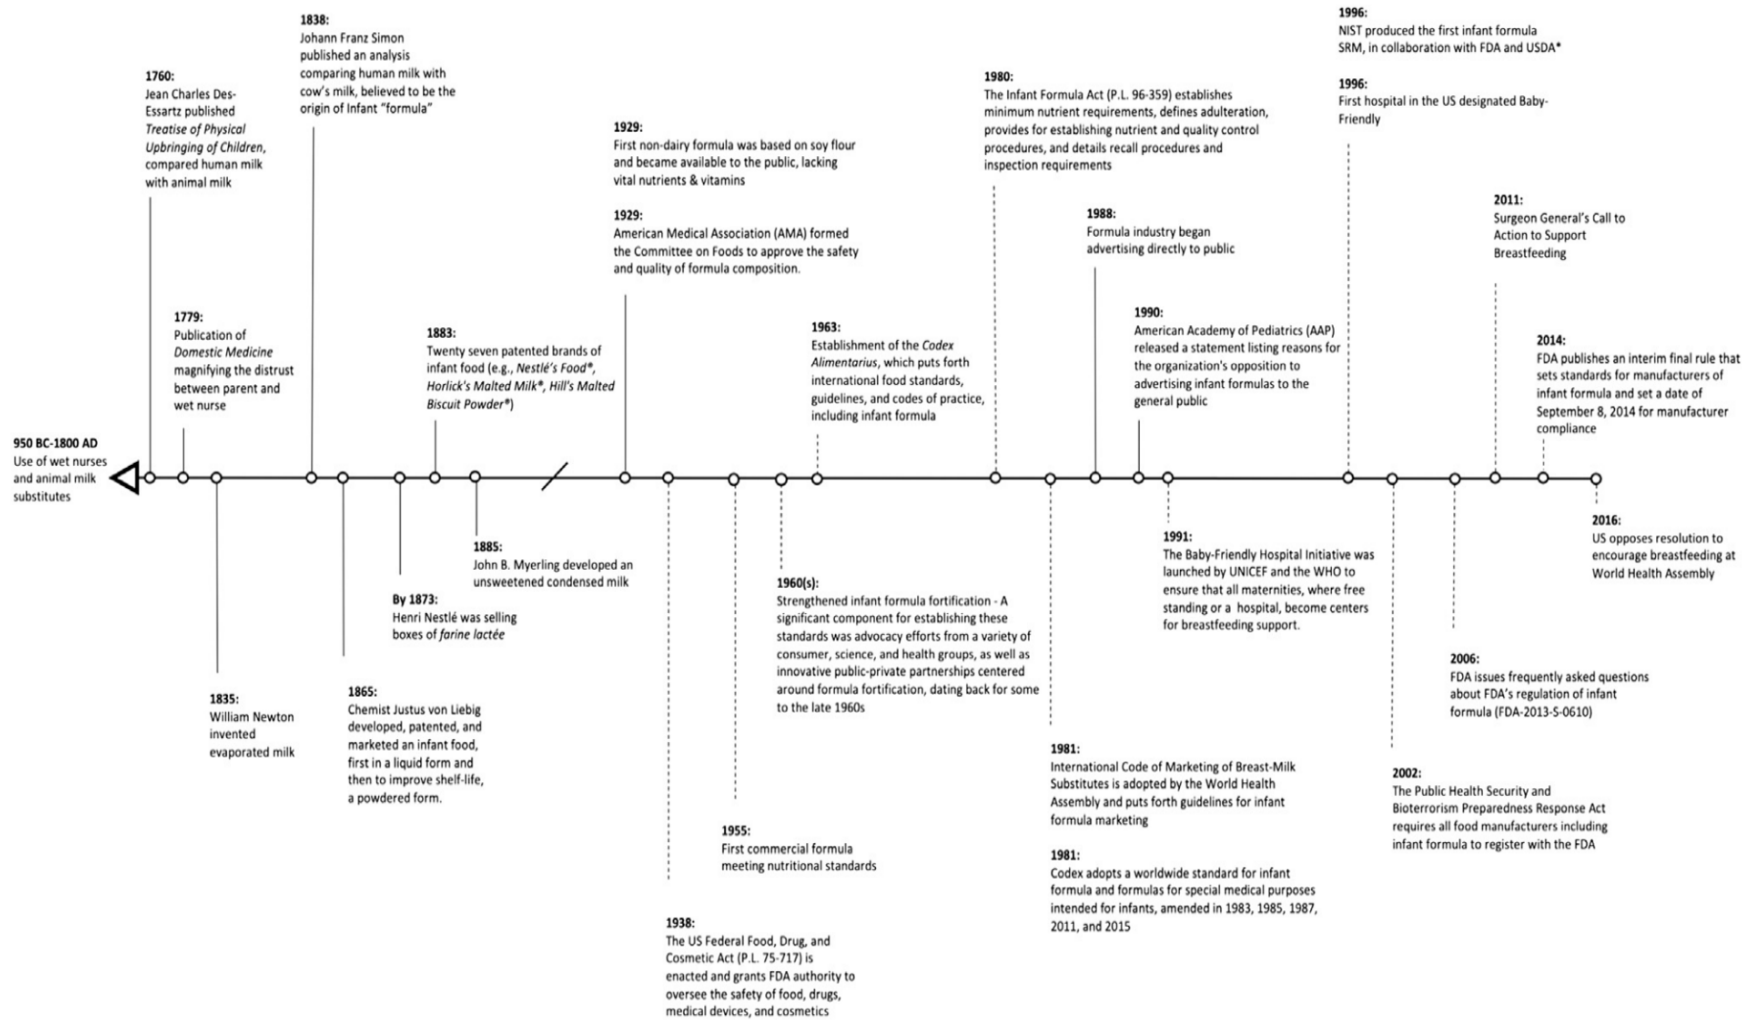 950 BC-1800 AD
Use of wet nurses
and animal milk
substitutes
1760:
Jean Charles Des-
Essartz published
Treatise of Physical
Upbringing of Children,
compared human milk
with animal milk
1779:
Publication of
Domestic Medicine
magnifying the distrust
between parent and
wet nurse
1835:
William Newton
invented
evaporated milk
1838:
Johann Franz Simon
published an analysis
comparing human milk with
cow's milk, believed to be the
origin of Infant "formula"
1865:
Chemist Justus von Liebig
developed, patented, and
marketed an infant food,
first in a liquid form and
then to improve shelf-life,
a powdered form.
By 1873:
Henri Nestlé was selling
boxes of farine lactée
1883:
Twenty seven patented brands of
infant food (e.g., Nestlé's Food®,
Horlick's Malted Milk®, Hill's Malted
Biscuit Powder®)
1885:
John B. Myerling developed an
unsweetened condensed milk
1929:
First non-dairy formula was based on soy flour
and became available to the public, lacking
vital nutrients & vitamins
1929:
American Medical Association (AMA) formed
the Committee on Foods to approve the safety
and quality of formula composition.
1938:
The US Federal Food, Drug, and
Cosmetic Act (P.L. 75-717) is
enacted and grants FDA authority to
oversee the safety of food, drugs,
medical devices, and cosmetics
1955:
First commercial formula
meeting nutritional standards
1960(s):
Strengthened infant formula fortification - A
significant component for establishing these
standards was advocacy efforts from a variety of
consumer, science, and health groups, as well as
innovative public-private partnerships centered
around formula fortification, dating back for some
to the late 1960s
1963:
Establishment of the Codex
Alimentarius, which puts forth
international food standards,
guidelines, and codes of practice,
including infant formula
1980:
The Infant Formula Act (P.L. 96-359) establishes
minimum nutrient requirements, defines adulteration,
provides for establishing nutrient and quality control
procedures, and details recall procedures and
inspection requirements
1981:
International Code of Marketing of Breast-Milk
Substitutes is adopted by the World Health
Assembly and puts forth guidelines for infant
formula marketing
1981:
Codex adopts a worldwide standard for infant
formula and formulas for special medical purposes
intended for infants, amended in 1983, 1985, 1987,
2011, and 2015
1988:
Formula industry began
advertising directly to public
1990:
American Academy of Pediatrics (AAP)
released a statement listing reasons for
the organization's opposition to
advertising infant formulas to the
general public
1991:
The Baby-Friendly Hospital Initiative was
launched by UNICEF and the WHO to
ensure that all maternities, where free
standing or a hospital, become centers
for breastfeeding support.
1996:
NIST produced the first infant formula
SRM, in collaboration with FDA and USDA*
1996:
First hospital in the US designated Baby-
Friendly
2002:
The Public Health Security and
Bioterrorism Preparedness Response Act
requires all food manufacturers including
infant formula to register with the FDA
2006:
FDA issues frequently asked questions
about FDA's regulation of infant
formula (FDA-2013-S-0610)
2011:
Surgeon General's Call to
Action to Support
Breastfeeding
2014:
FDA publishes an interim final rule that
sets standards for manufacturers of
infant formula and set a date of
September 8, 2014 for manufacturer
compliance
2016:
US opposes resolution to
encourage breastfeeding at
World Health Assembly